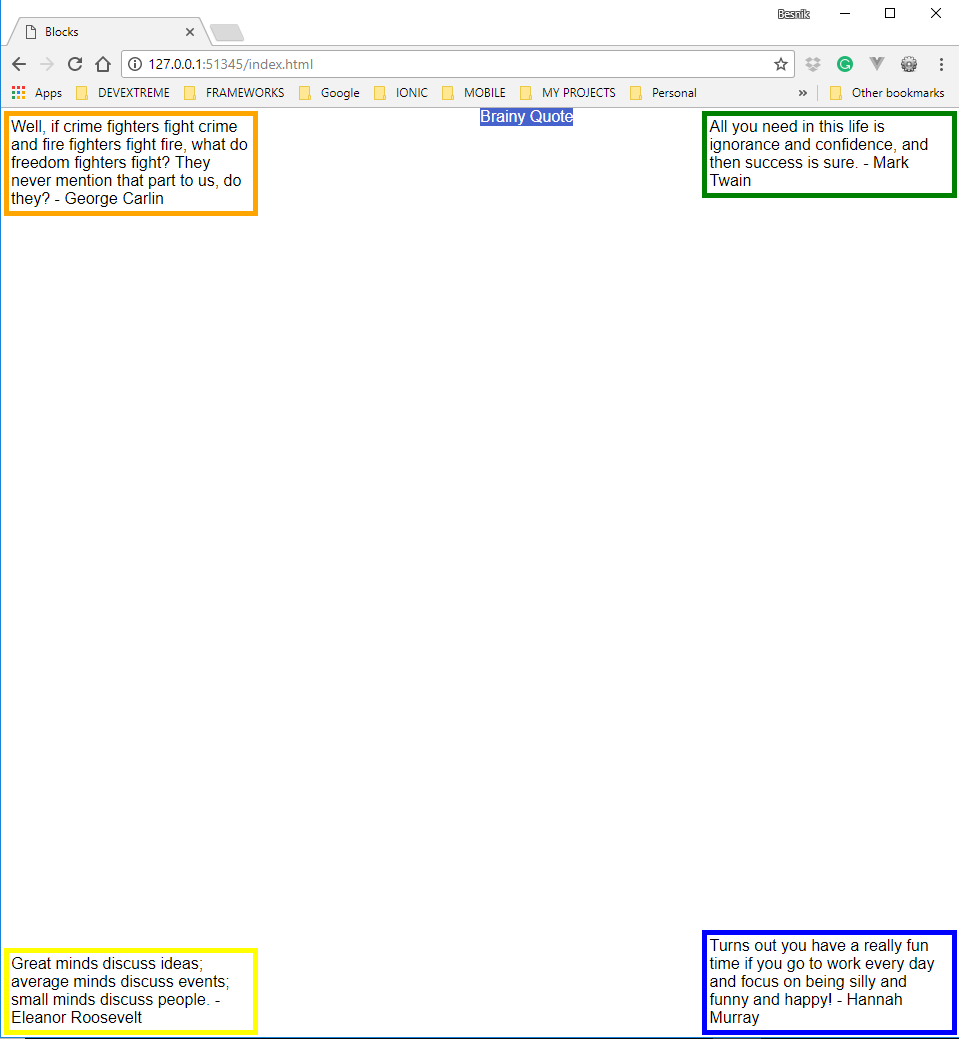 Besnik
Blocks
127.0.0.1:51345/index.html
Apps DEVEXTREME FRAMEWORKS Google IONIC MOBILE MY PROJECTS Personal » Other bookmarks
Brainy Quote
Well, if crime fighters fight crime
and fire fighters fight fire, what do
freedom fighters fight? They
never mention that part to us, do
they? - George Carlin
All you need in this life is
ignorance and confidence, and
then success is sure. - Mark
Twain
Great minds discuss ideas;
average minds discuss events;
small minds discuss people. -
Eleanor Roosevelt
Turns out you have a really fun
time if you go to work every day
and focus on being silly and
funny and happy! - Hannah
Murray